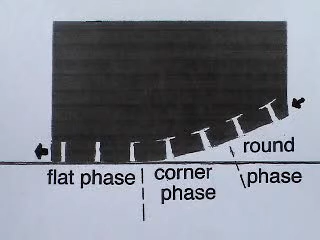 flat phase
corner
phase
round
phase